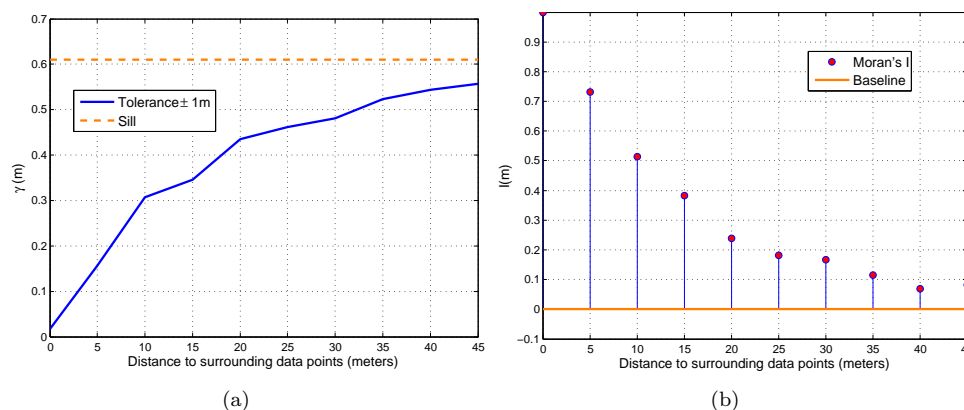 0.7
0.6
0.5
0.4
0.3
0.2
0.1
0
γ (m)
Tolerance± 1m
Sill
0 5 10 15 20 25 30 35 40 45
Distance to surrounding data points (meters)
(a)
0.9
0.8
0.7
0.6
0.5
0.4
0.3
0.2
0.1
0
−0.1
I(m)
Moran's I
Baseline
0 5 10 15 20 25 30 35 40
Distance to surrounding data points (meters)
(b)